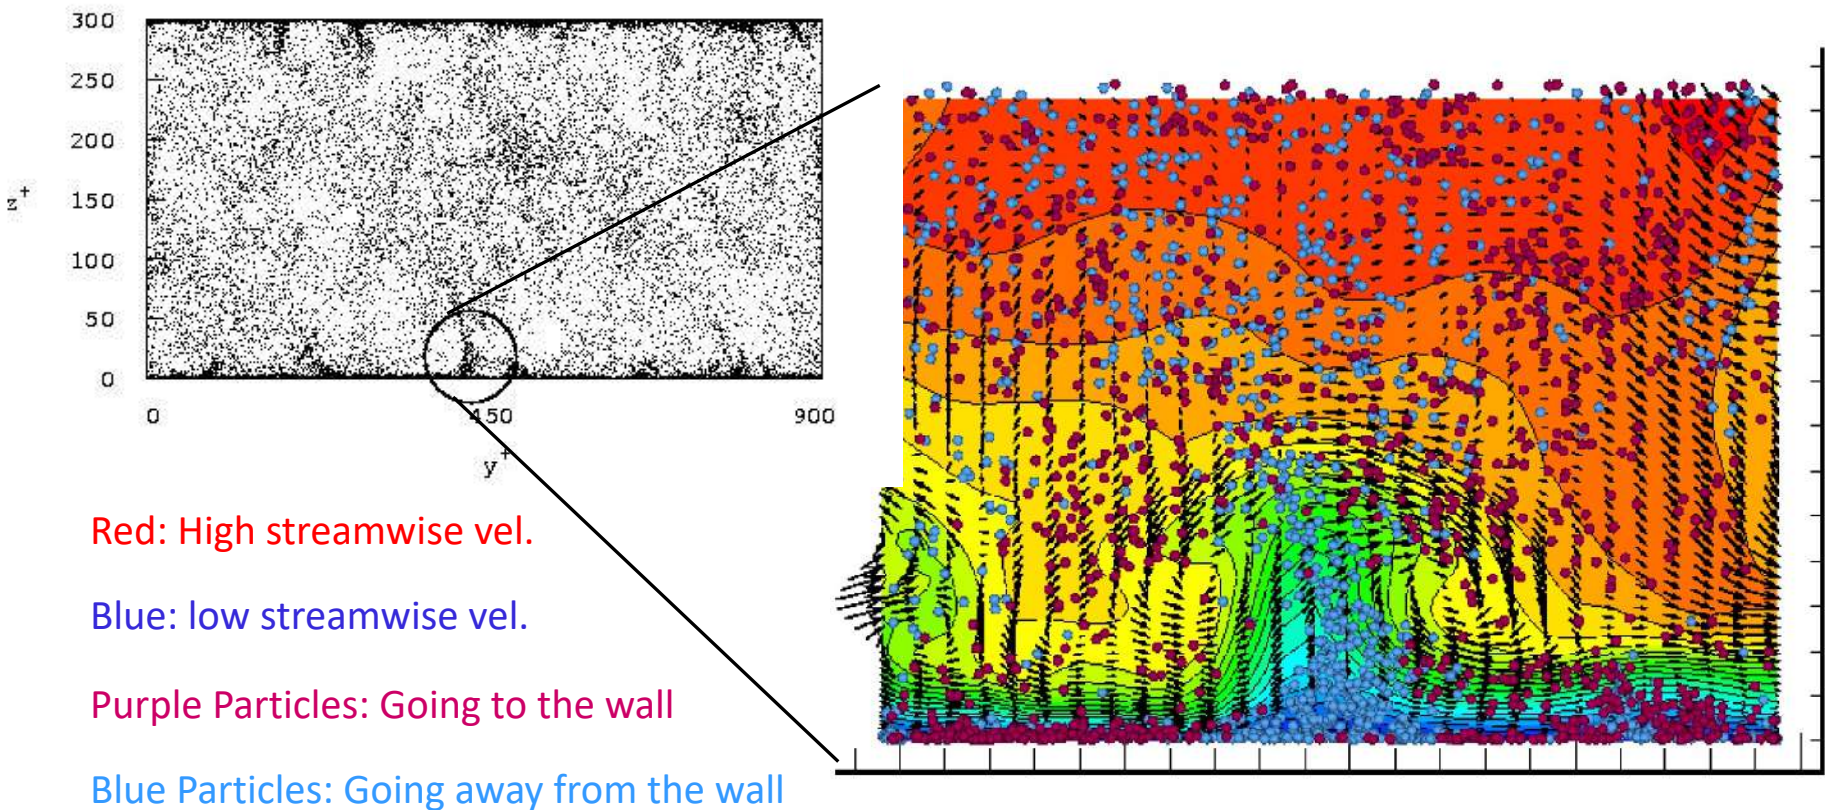 300
250
200
150
100
50
0
z+
0
450
900
y+
Red: High streamwise vel.
Blue: low streamwise vel.
Purple Particles: Going to the wall
Blue Particles: Going away from the wall